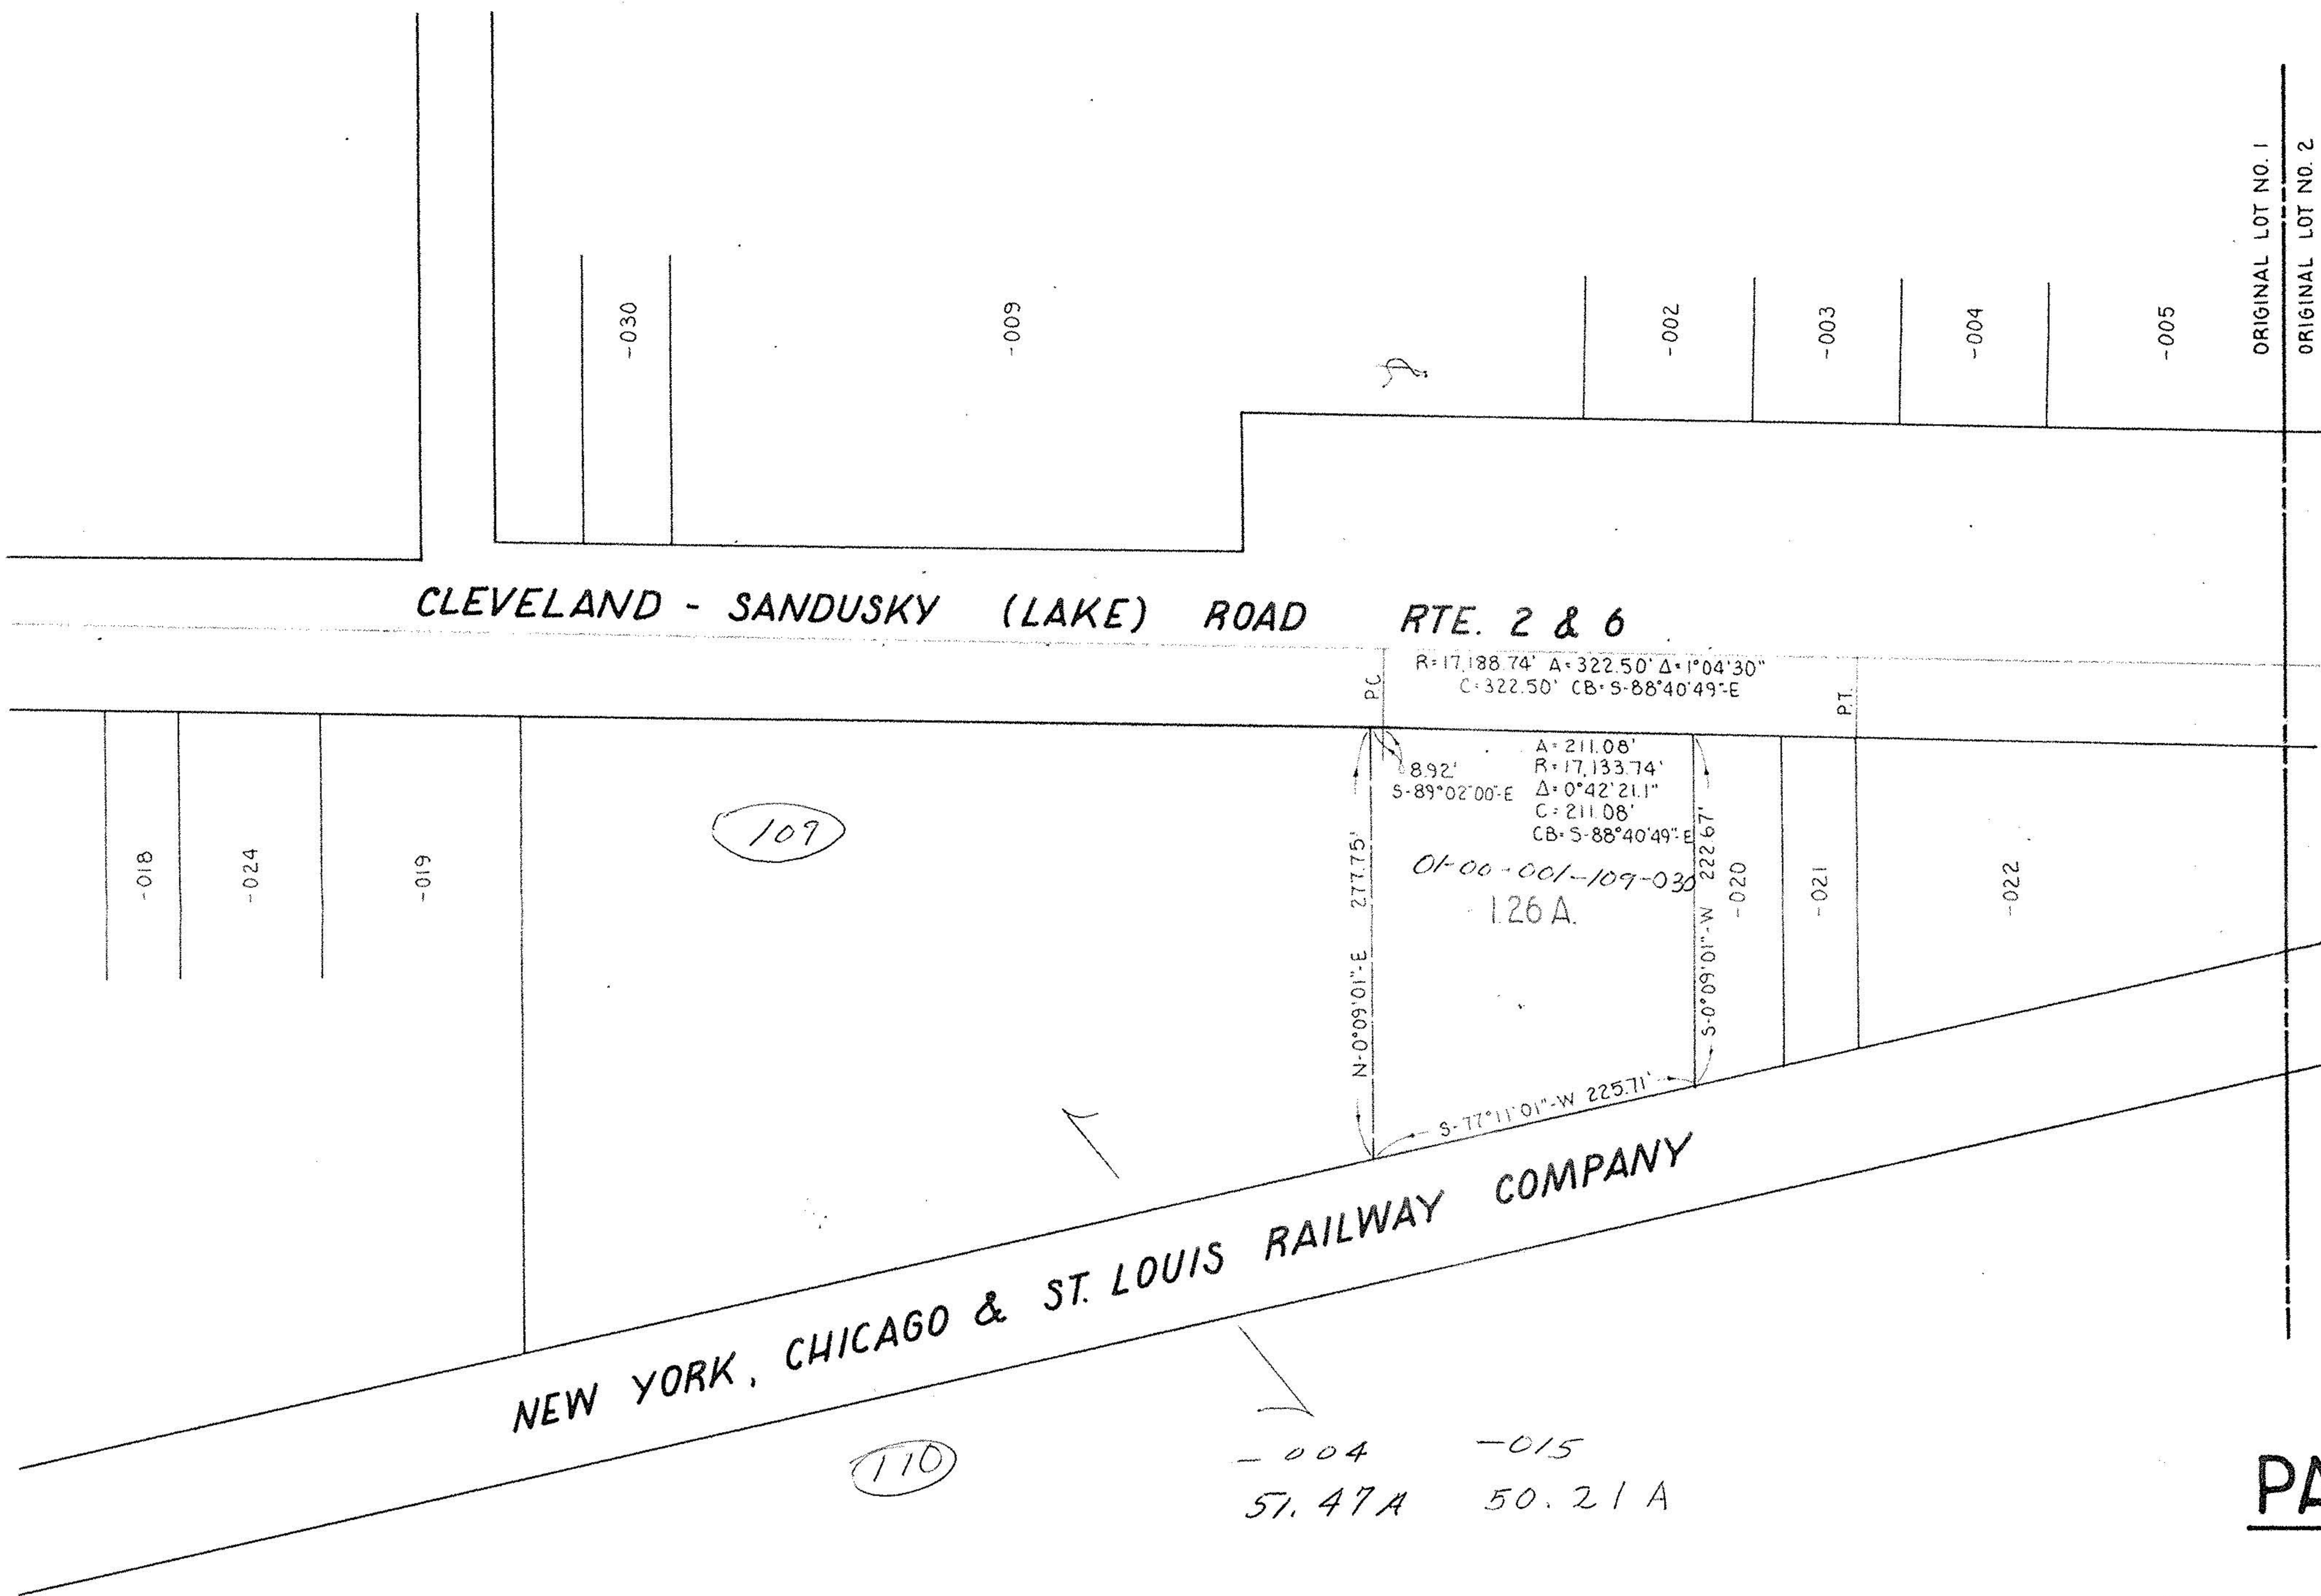 ORIGINAL LOT NO. 1
ORIGINAL LOT NO. 2
-030
-009
-002
-003
-004
-005
CLEVELAND - SANDUSKY (LAKE) ROAD RTE. 2 & 6
R=17,188.74' A=322.50' Δ=1°04'30"
C=322.50' CB=S-88°40'49"-E
P.C.
P.T.
8.92'
S-89°02'00"-E
A=211.08'
R=17,133.74'
Δ=0°42'21.1"
C=211.08'
CB=S-88°40'49"-E
01-00-001-109-030
1.26 A.
N-0°09'01"-E 277.75'
S-0°09'01"-W 222.67'
S-77°11'01"-W 225.71'
-018
-024
-019
109
-020
-021
-022
NEW YORK, CHICAGO & ST. LOUIS RAILWAY COMPANY
110
-004 -015
51.47A 50.21 A
PA